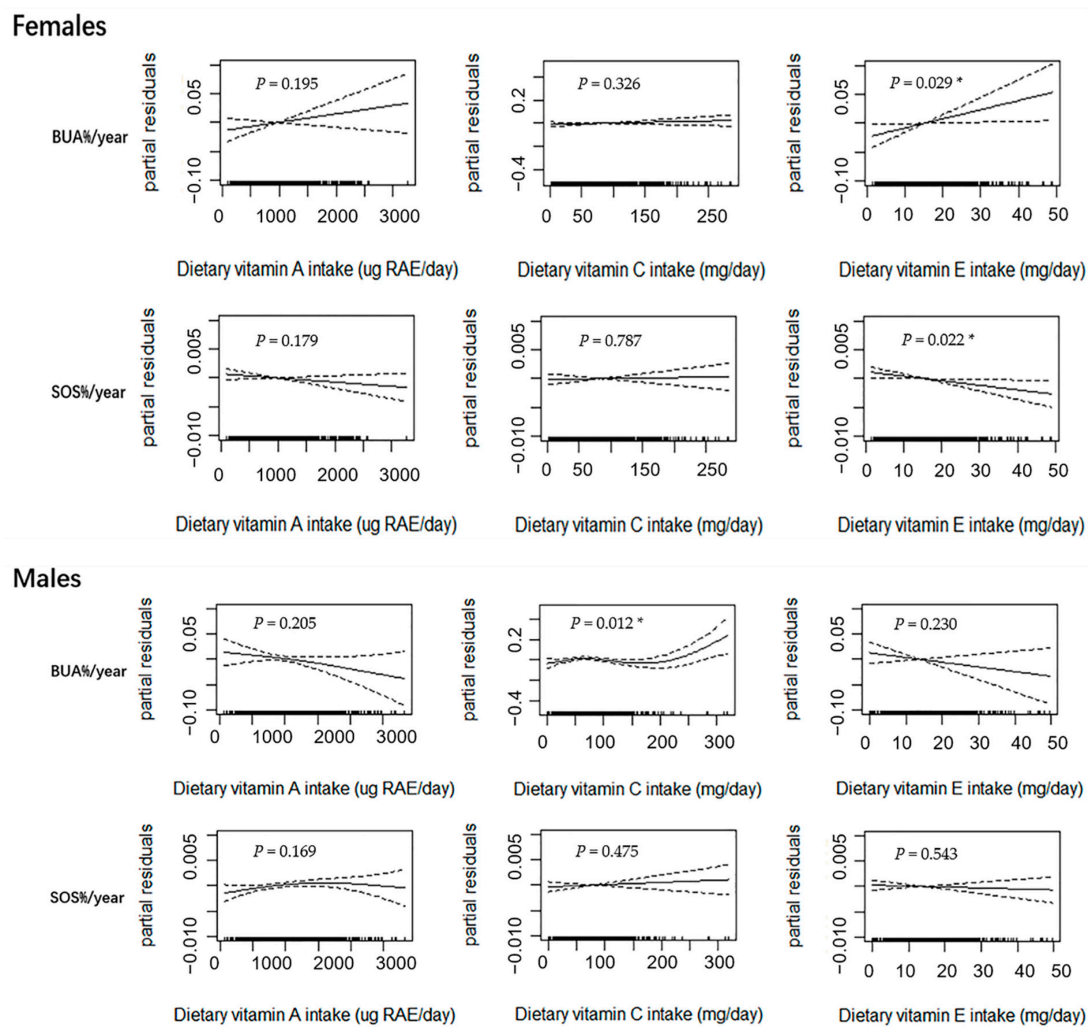 Females
BUA%/year
partial residuals
0.05
-0.10
P = 0.195
0 1000 2000 3000
Dietary vitamin A intake (ug RAE/day)
partial residuals
0.2
-0.4
P = 0.326
0 50 100 150 200 250
Dietary vitamin C intake (mg/day)
partial residuals
0.05
-0.10
P = 0.029 *
0 10 20 30 40 50
Dietary vitamin E intake (mg/day)
SOS%/year
partial residuals
0.005
-0.010
P = 0.179
0 1000 2000 3000
Dietary vitamin A intake (ug RAE/day)
partial residuals
0.005
-0.010
P = 0.787
0 50 100 150 200 250
Dietary vitamin C intake (mg/day)
partial residuals
0.005
-0.010
P = 0.022 *
0 10 20 30 40 50
Dietary vitamin E intake (mg/day)
Males
BUA%/year
partial residuals
0.05
-0.10
P = 0.205
0 1000 2000 3000
Dietary vitamin A intake (ug RAE/day)
partial residuals
0.2
-0.4
P = 0.012 *
0 100 200 300
Dietary vitamin C intake (mg/day)
partial residuals
0.05
-0.10
P = 0.230
0 10 20 30 40 50
Dietary vitamin E intake (mg/day)
SOS%/year
partial residuals
0.005
-0.010
P = 0.169
0 1000 2000 3000
Dietary vitamin A intake (ug RAE/day)
partial residuals
0.005
-0.010
P = 0.475
0 100 200 300
Dietary vitamin C intake (mg/day)
partial residuals
0.005
-0.010
P = 0.543
0 10 20 30 40 50
Dietary vitamin E intake (mg/day)